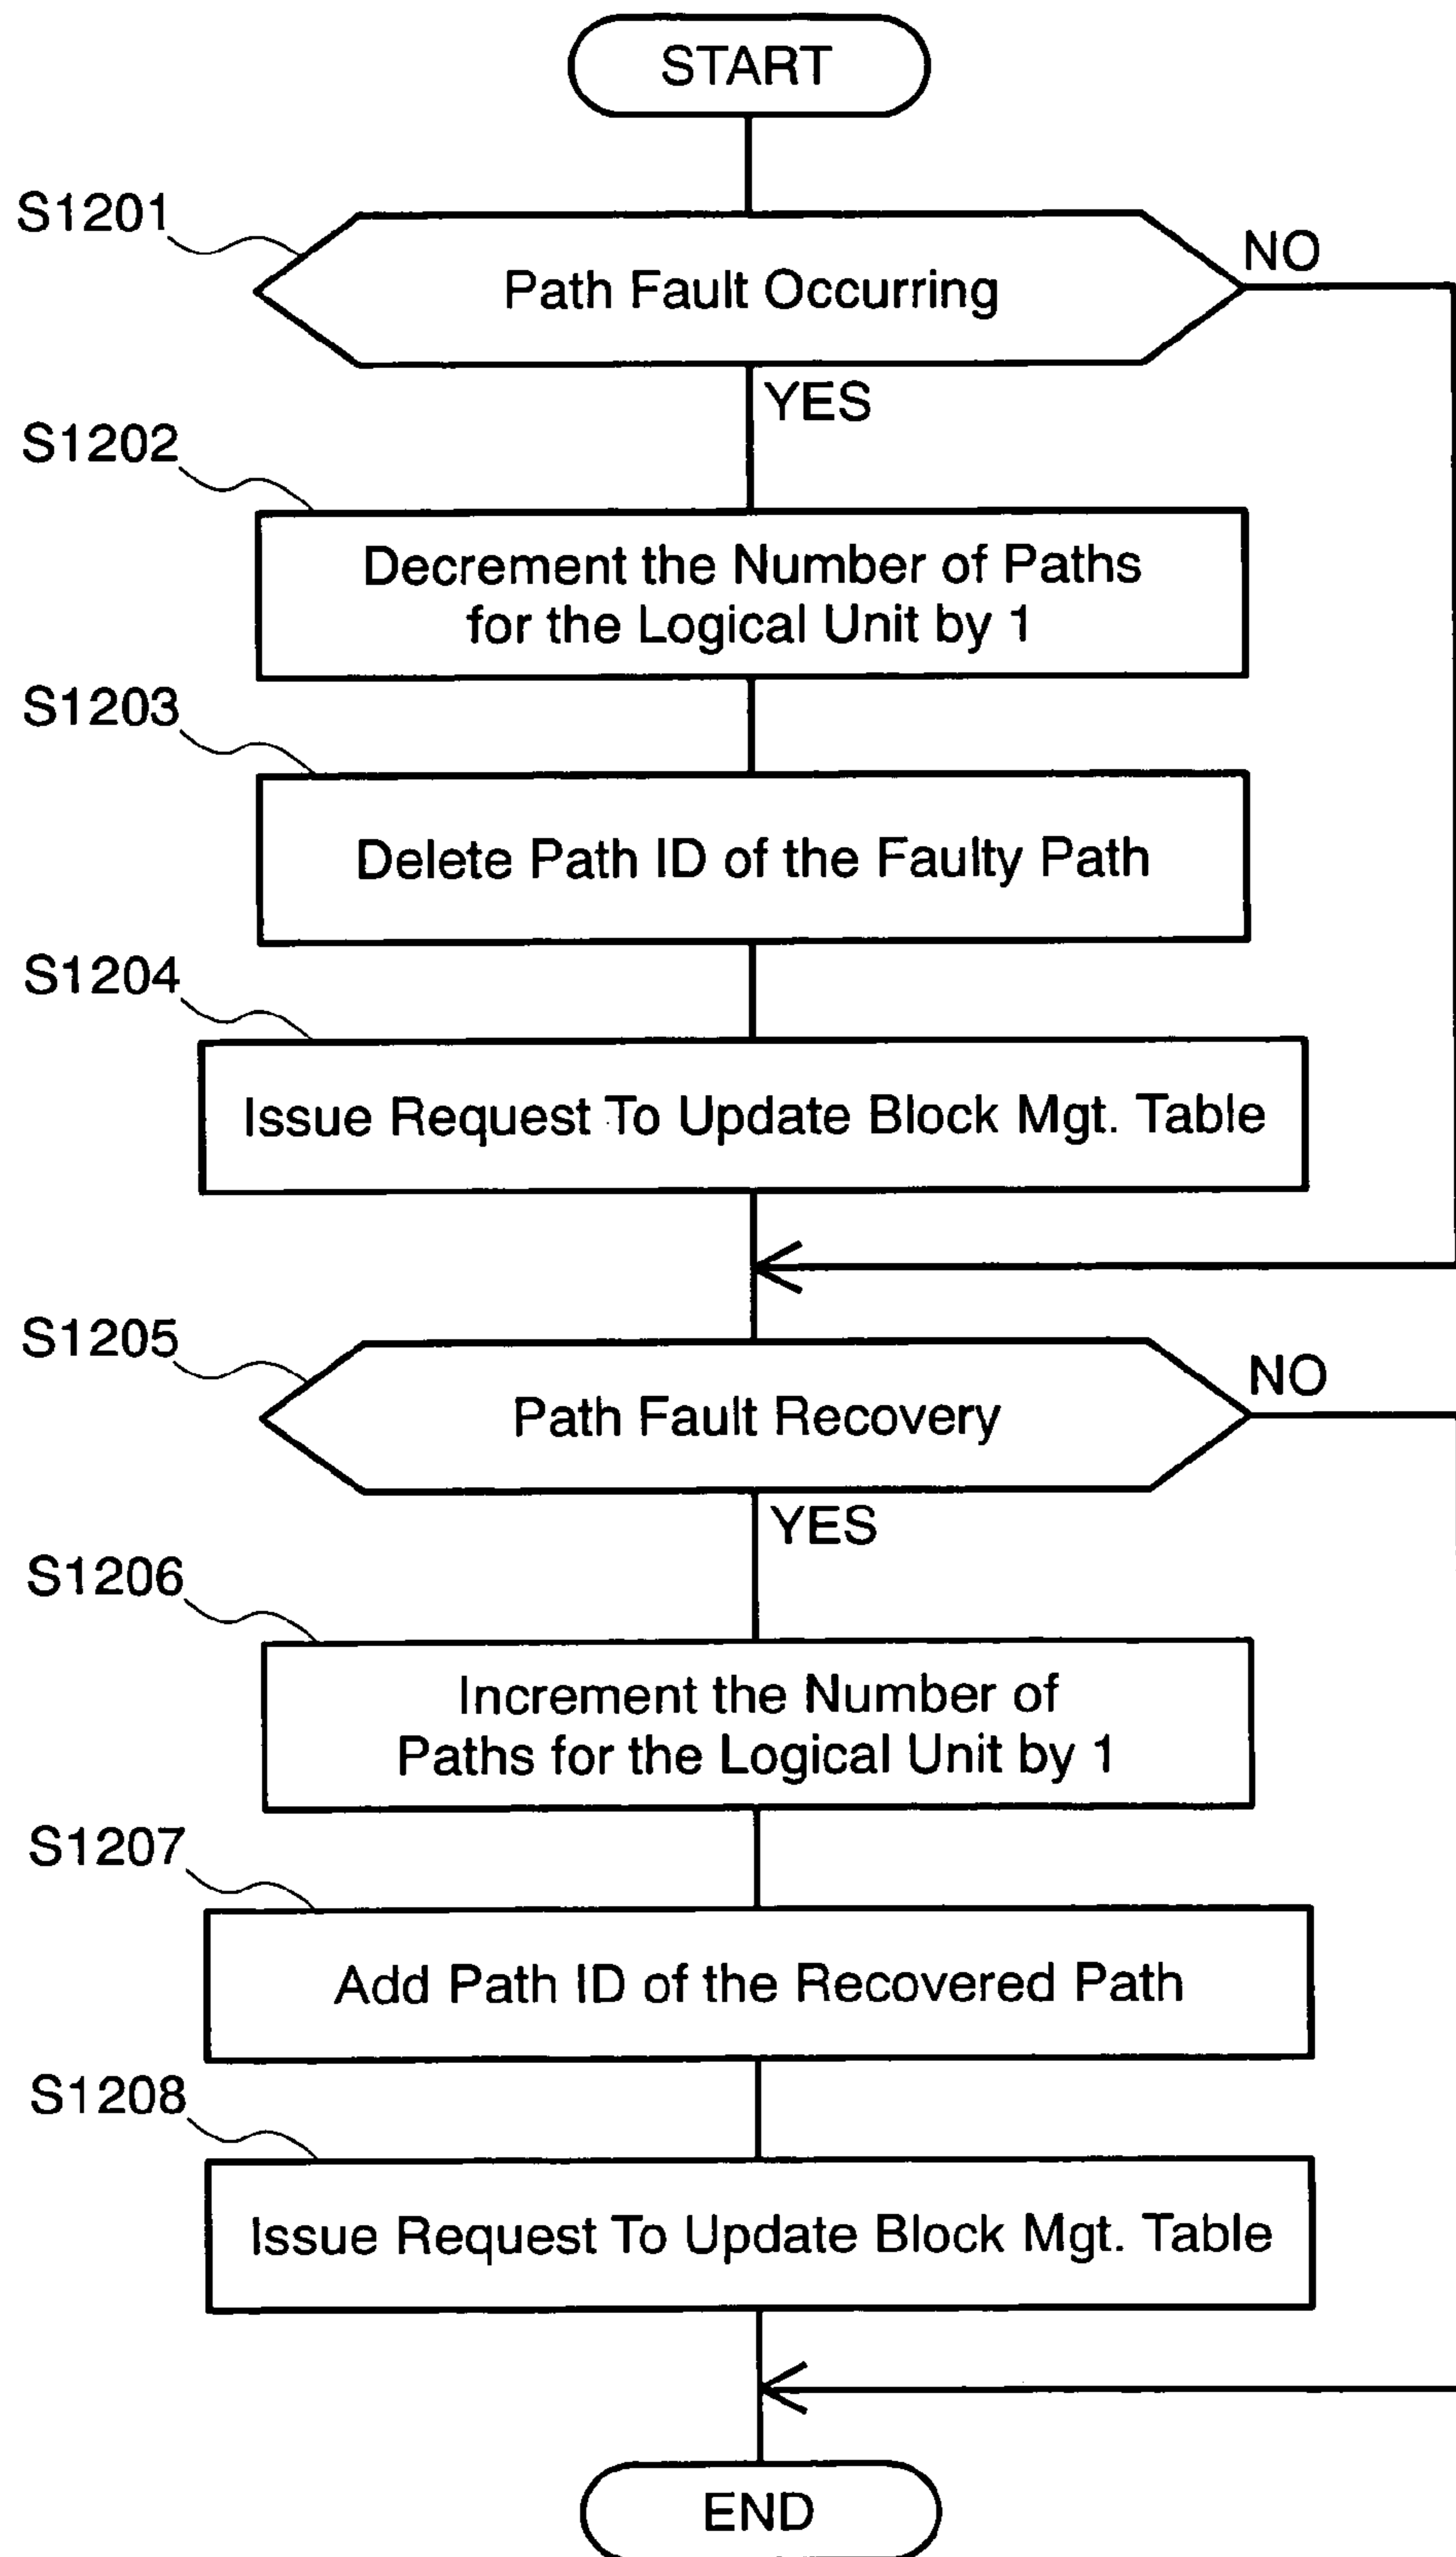 START
S1201
Path Fault Occurring
NO
YES
S1202
Decrement the Number of Paths
for the Logical Unit by 1
S1203
Delete Path ID of the Faulty Path
S1204
Issue Request To Update Block Mgt. Table
S1205
Path Fault Recovery
NO
YES
S1206
Increment the Number of
Paths for the Logical Unit by 1
S1207
Add Path ID of the Recovered Path
S1208
Issue Request To Update Block Mgt. Table
END